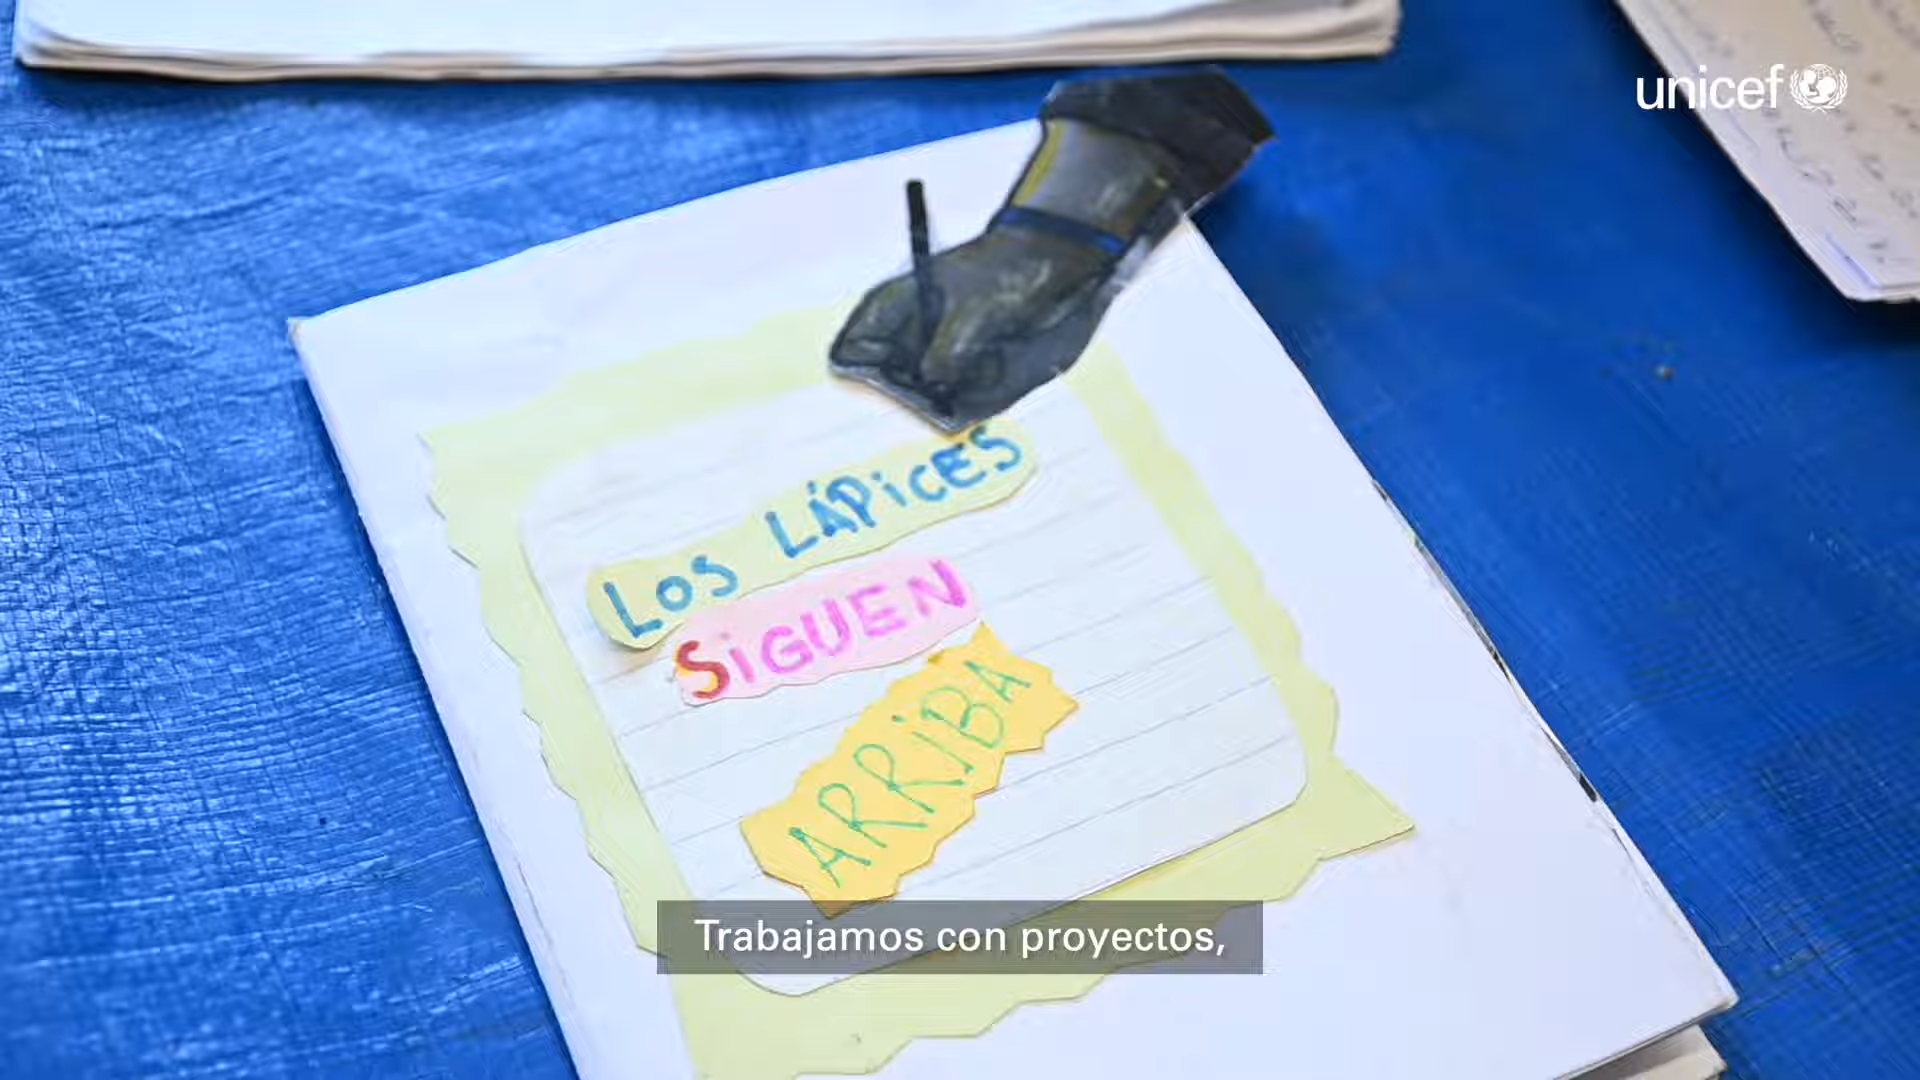 unicef
LOS LÁPiCES
SiGUEN
ARRiBA
Trabajamos con proyectos,